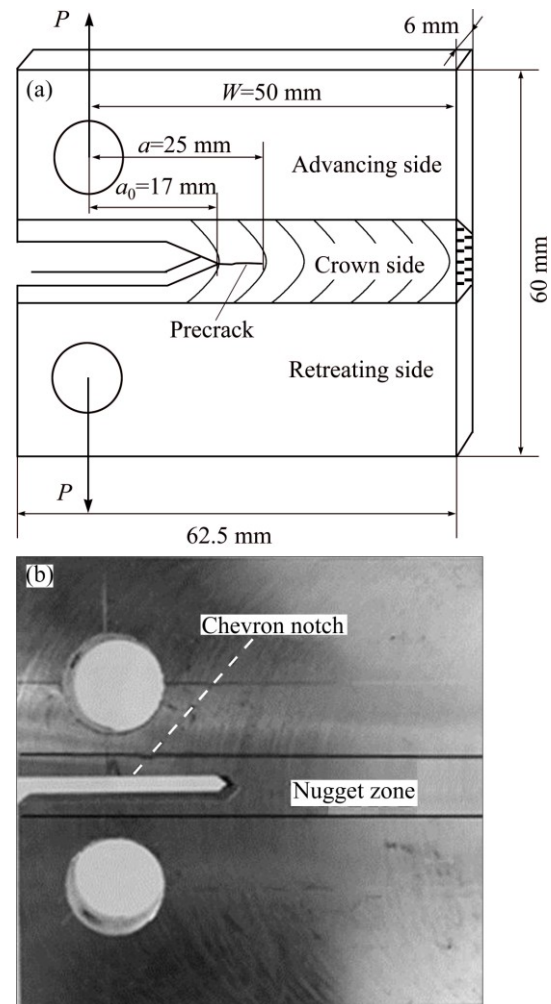 P
6 mm
(a)
W=50 mm
a=25 mm
Advancing side
a0=17 mm
Crown side
60 mm
Precrack
Retreating side
P
62.5 mm
(b)
Chevron notch
Nugget zone